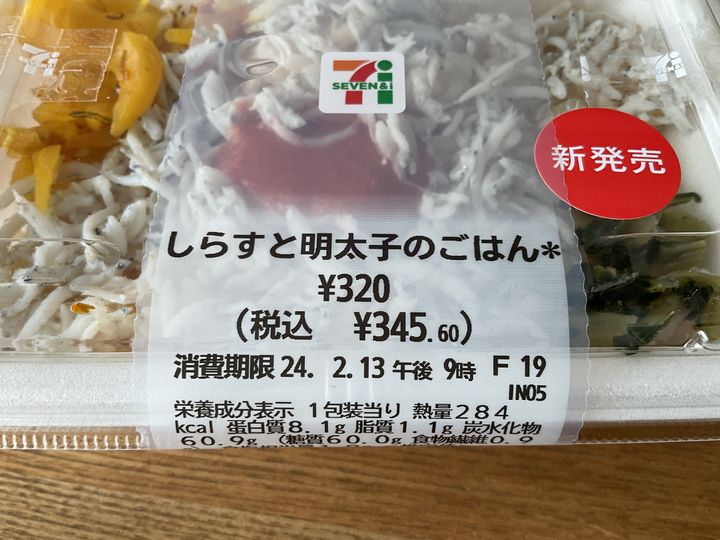 7
SEVEN&i
新発売
しらすと明太子のごはん*
¥320
(税込 ¥345.60)
消費期限 24. 2.13 午後 9時 F 19
IN05
栄養成分表示 1包装当り 熱量284
kcal 蛋白質8.1g 脂質1.1g 炭水化物
60.9g (糖質60.0g 食物繊維0.9